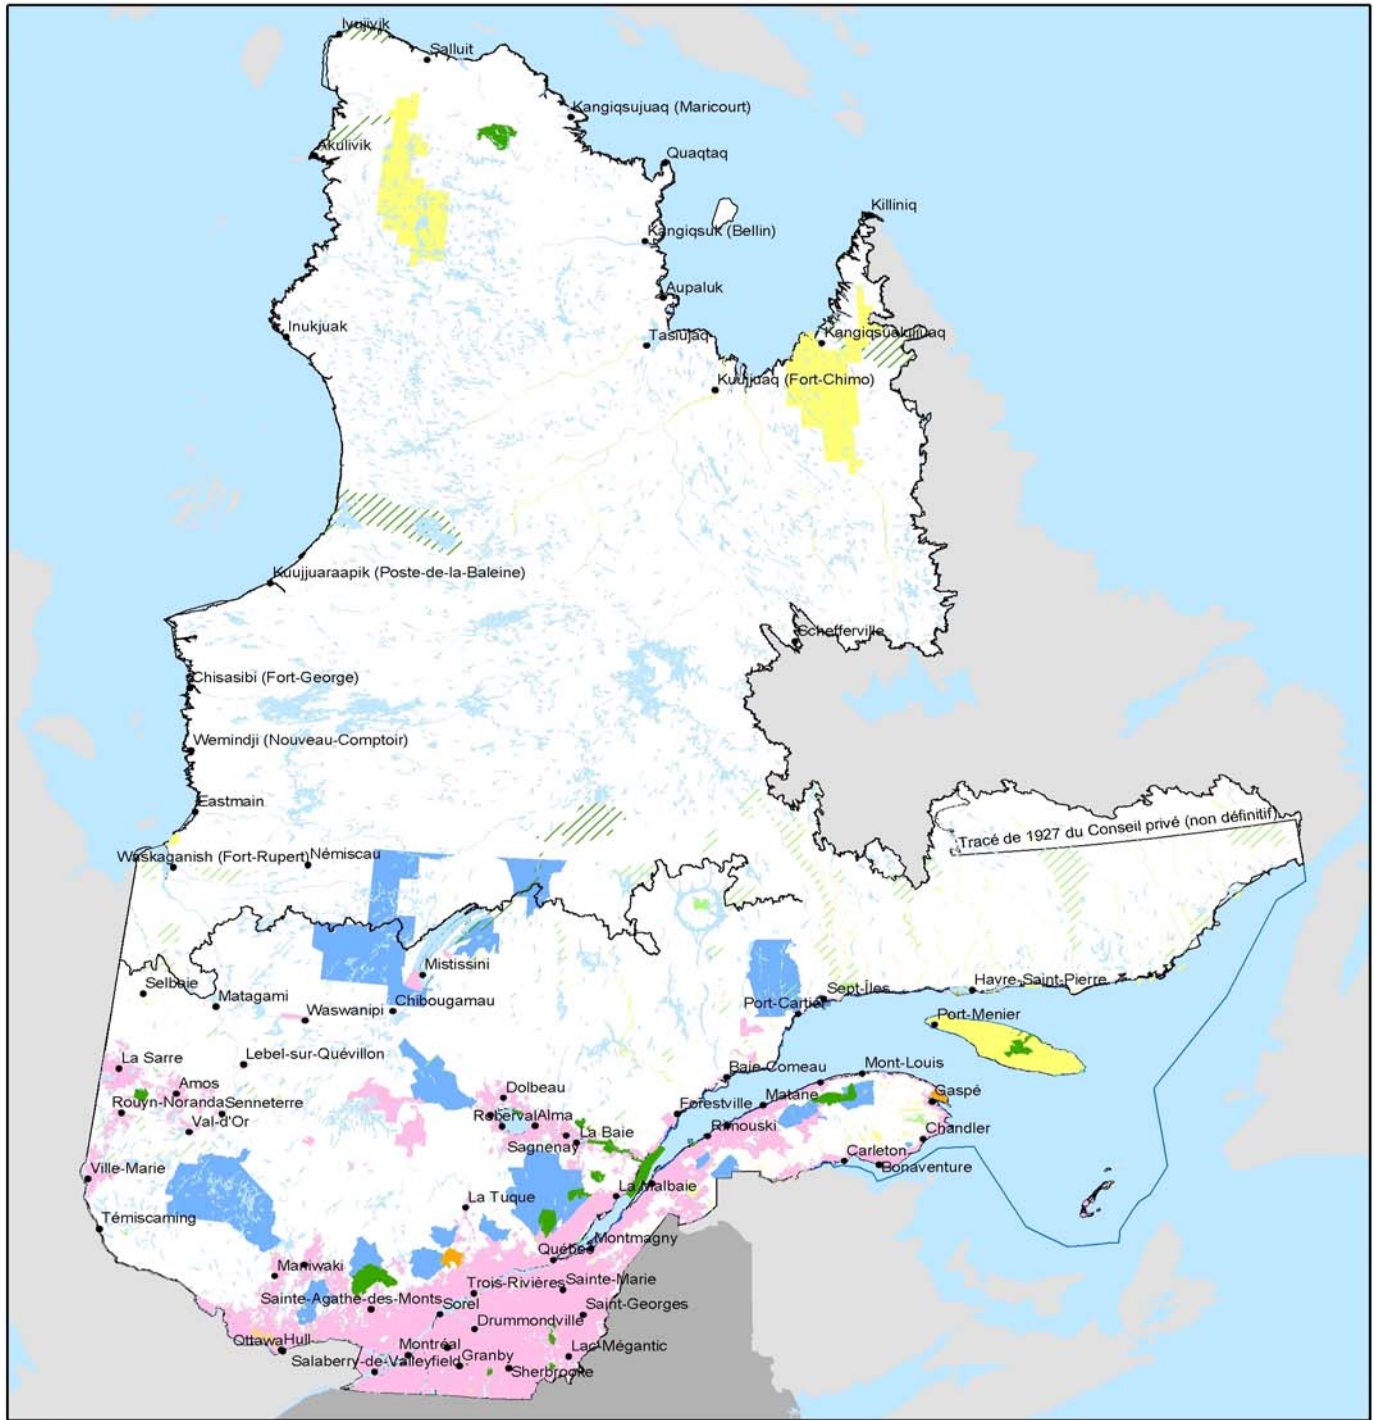 Ivujivik
Salluit
Kangiqsujuaq (Maricourt)
Akulivik
Quaqtaq
Killiniq
Kangiqsuk (Bellin)
Aupaluk
Inukjuak
Tasiujaq
Kangiqsualujjuaq
Kuujjuaq (Fort-Chimo)
Kuujjuaraapik (Poste-de-la-Baleine)
Schefferville
Chisasibi (Fort-George)
Wemindji (Nouveau-Comptoir)
Eastmain
Tracé de 1927 du Conseil privé (non définitif)
Waskaganish (Fort-Rupert)
Némiscau
Mistissini
Selbaie
Matagami
Waswanipi
Chibougamau
Sept-Îles
Havre-Saint-Pierre
Port-Cartier
Port-Menier
La Sarre
Lebel-sur-Quévillon
Baie-Comeau
Mont-Louis
Amos
Dolbeau
Matane
Gaspé
Rouyn-Noranda
Senneterre
Roberval
Alma
Forestville
Val-d'Or
La Baie
Rimouski
Chandler
Sagnenay
Carleton
Bonaventure
Ville-Marie
La Tuque
La Malbaie
Témiscaming
Montmagny
Québec
Maniwaki
Trois-Rivières
Sainte-Marie
Sainte-Agathe-des-Monts
Sorel
Saint-Georges
Drummondville
Ottawa
Hull
Montréal
Lac-Mégantic
Salaberry-de-Valleyfield
Granby
Sherbrooke